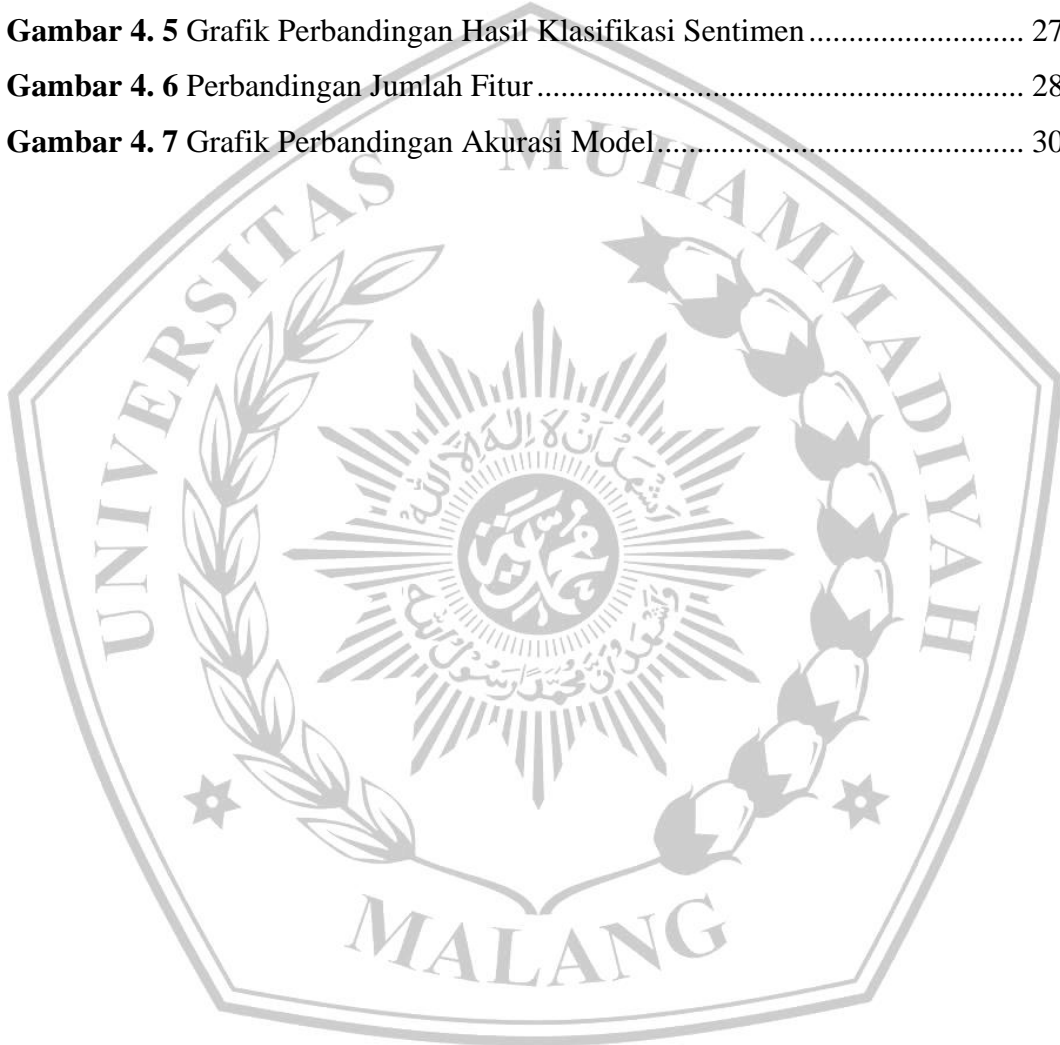 Gambar 4. 5 Grafik Perbandingan Hasil Klasifikasi Sentimen........................... 27
Gambar 4. 6 Perbandingan Jumlah Fitur............................................................. 28
Gambar 4. 7 Grafik Perbandingan Akurasi Model.............................................. 30
UNIVERSITAS MUHAMMADIYAH
MALANG